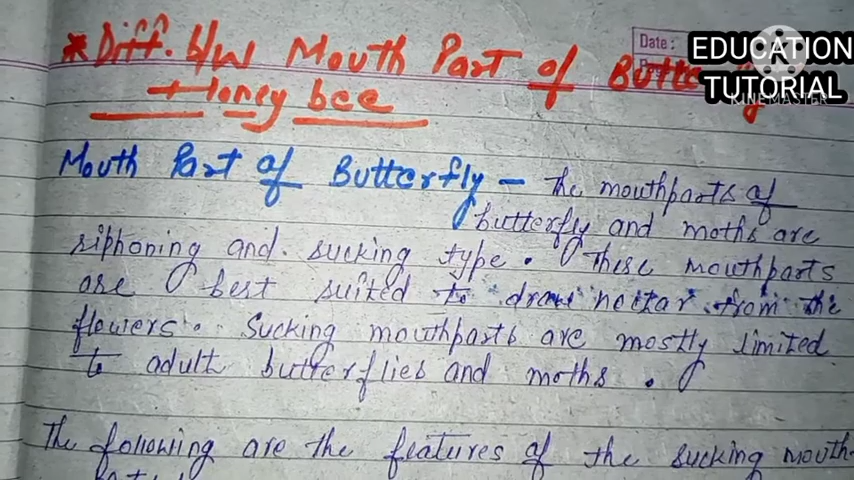 Date:
EDUCATION
TUTORIAL
KINEMASTER
* Diff. b/w Mouth Part of Butterfly
Honey bee
Mouth Part of Butterfly - the mouthparts of
butterfly and moths are
siphoning and sucking type. These mouthparts
are best suited to draw nectar from the
flowers. Sucking mouthparts are mostly limited
to adult butterflies and moths.
The following are the features of the sucking mouth-